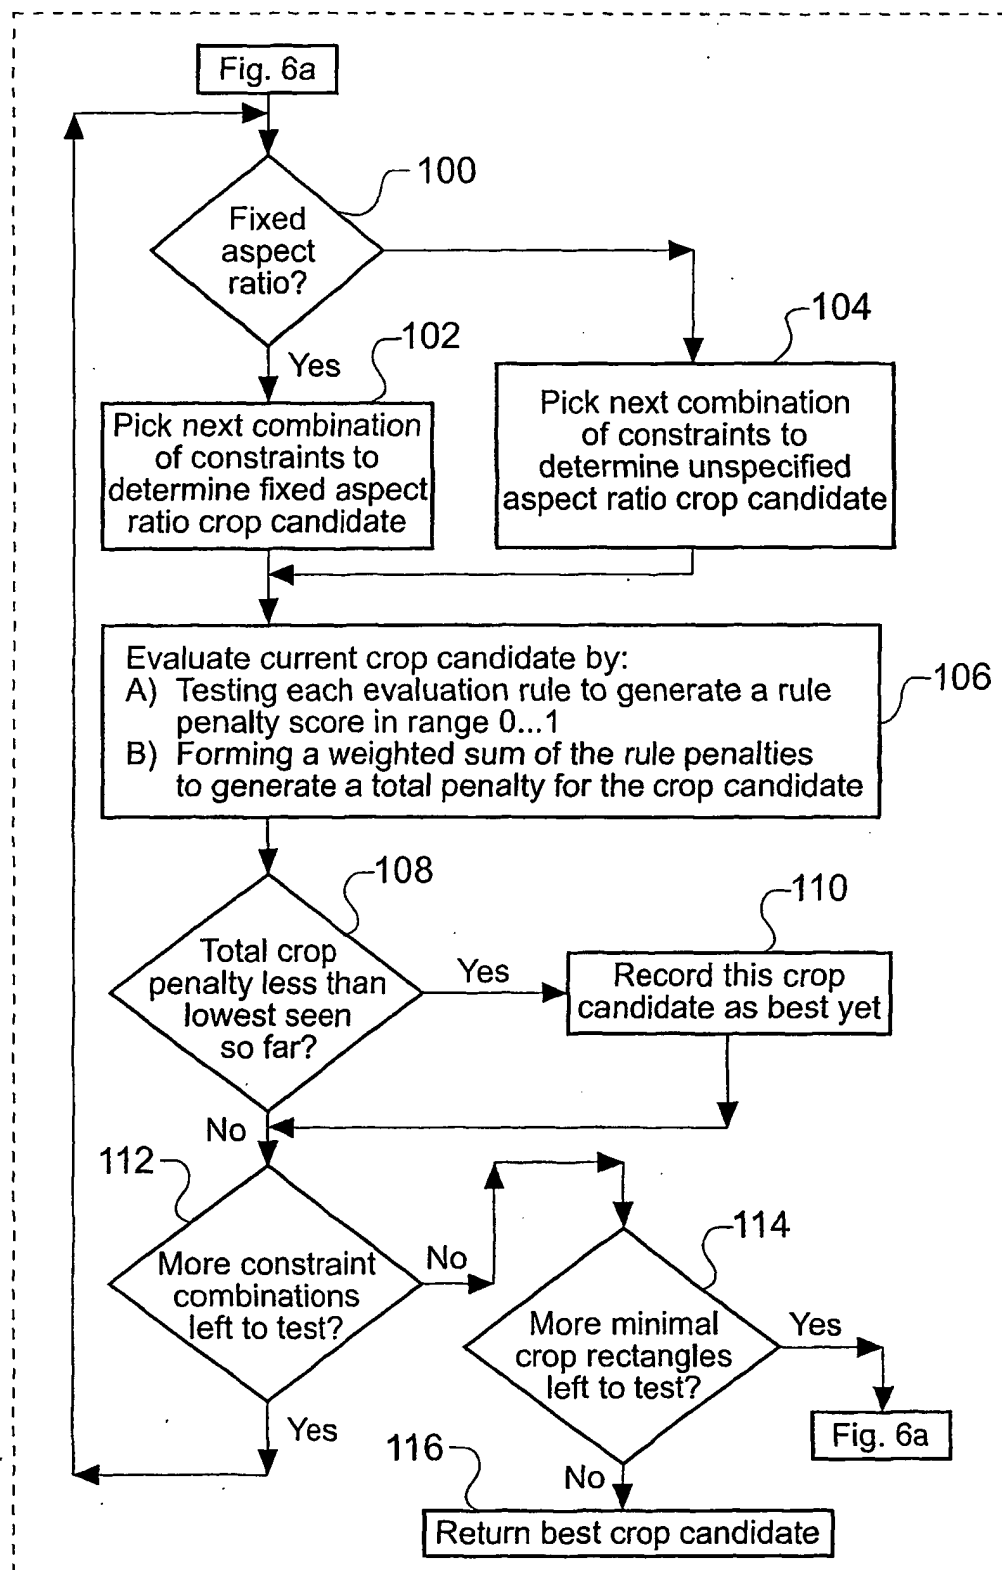 Fig. 6a
100
Fixed
aspect
ratio?
102
104
Yes
Pick next combination
of constraints to
determine fixed aspect
ratio crop candidate
Pick next combination
of constraints to
determine unspecified
aspect ratio crop candidate
106
Evaluate current crop candidate by:
A) Testing each evaluation rule to generate a rule
penalty score in range 0...1
B) Forming a weighted sum of the rule penalties
to generate a total penalty for the crop candidate
108
110
Total crop
penalty less than
lowest seen
so far?
Yes
Record this crop
candidate as best yet
No
112
More constraint
combinations
left to test?
No
114
More minimal
crop rectangles
left to test?
Yes
Fig. 6a
Yes
116
No
Return best crop candidate